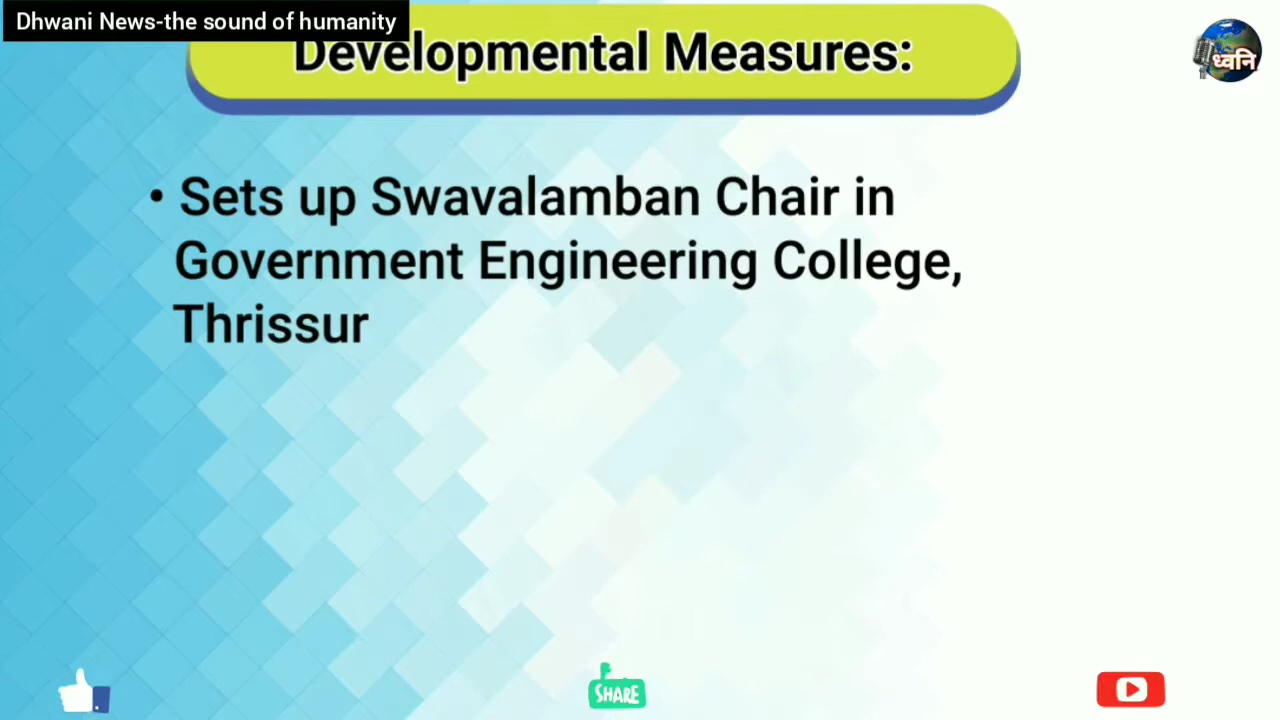 Dhwani News-the sound of humanity
Developmental Measures:
ध्वनि
• Sets up Swavalamban Chair in
Government Engineering College,
Thrissur
SHARE